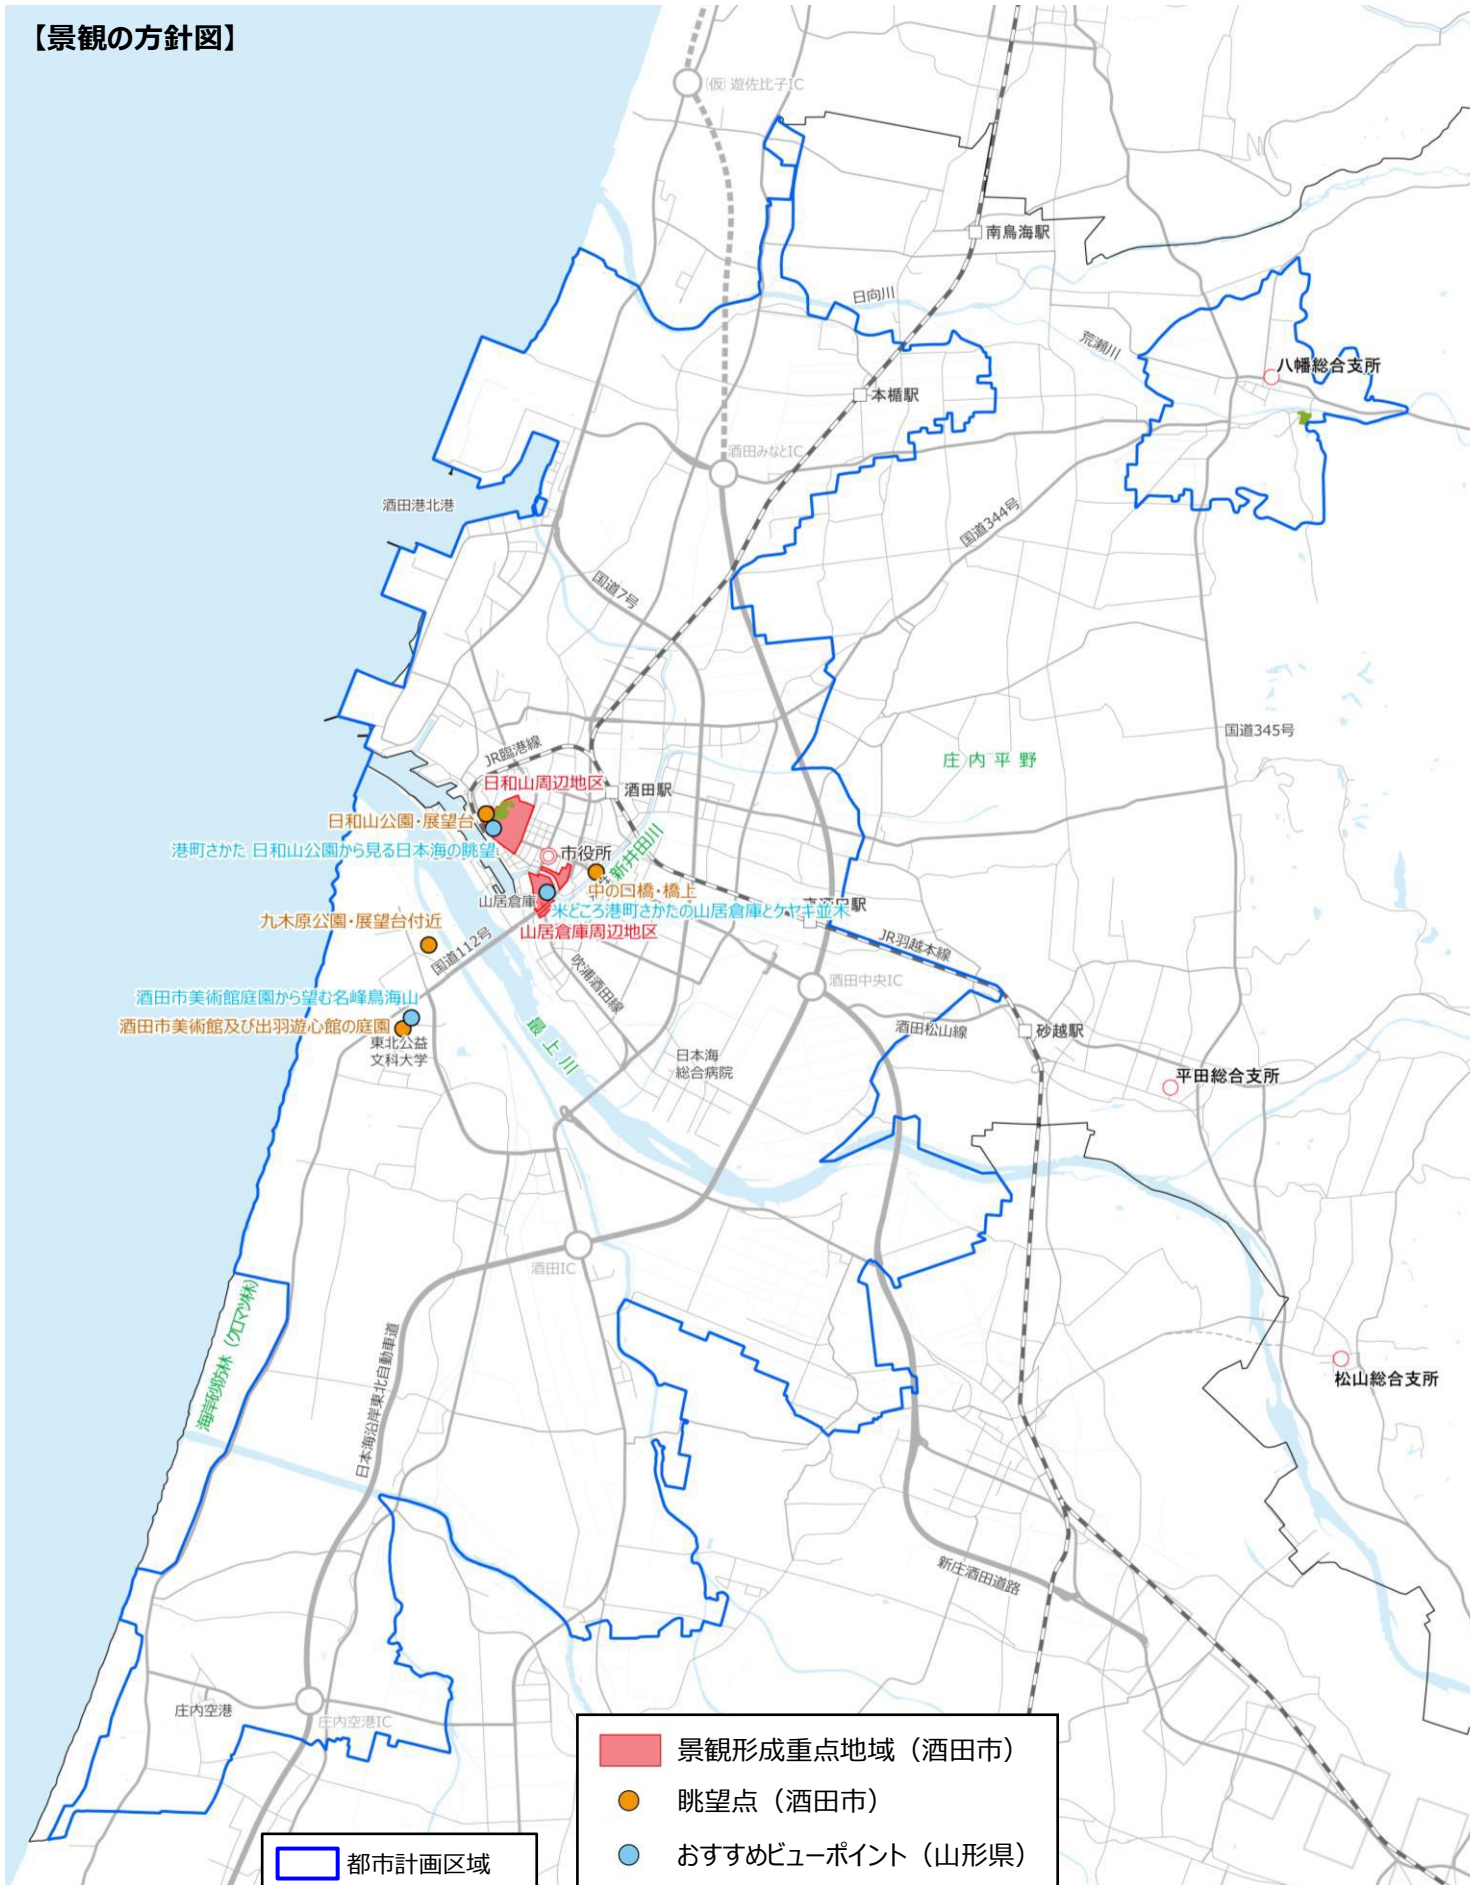 【景観の方針図】
(仮)遊佐比子IC
南鳥海駅
日向川
荒瀬川
八幡総合支所
本楯駅
酒田みなとIC
酒田港北港
国道344号
国道7号
国道345号
庄内平野
JR臨港線
日和山周辺地区
酒田駅
日和山公園・展望台
港町さかた 日和山公園から見る日本海の眺望
市役所
新井田川
中の口橋・橋上
山居倉庫
米どころ港町さかたの山居倉庫とケヤキ並木
駅
山居倉庫周辺地区
九木原公園・展望台付近
国道112号
JR羽越本線
吹浦酒田線
酒田中央IC
酒田市美術館庭園から望む名峰鳥海山
酒田市美術館及び出羽遊心館の庭園
東北公益
文科大学
最上川
酒田松山線
砂越駅
日本海
総合病院
平田総合支所
酒田IC
海岸砂防林（クロマツ林）
日本海沿岸東北自動車道
松山総合支所
新庄酒田道路
庄内空港
庄内空港IC
景観形成重点地域（酒田市）
眺望点（酒田市）
おすすめビューポイント（山形県）
都市計画区域